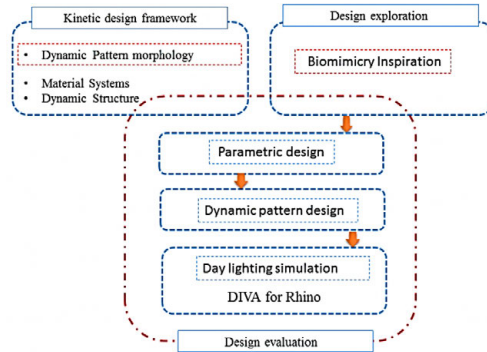 Kinetic design framework
• Dynamic Pattern morphology
• Material Systems
• Dynamic Structure
Design exploration
Biomimicry Inspiration
Parametric design
Dynamic pattern design
Day lighting simulation
DIVA for Rhino
Design evaluation